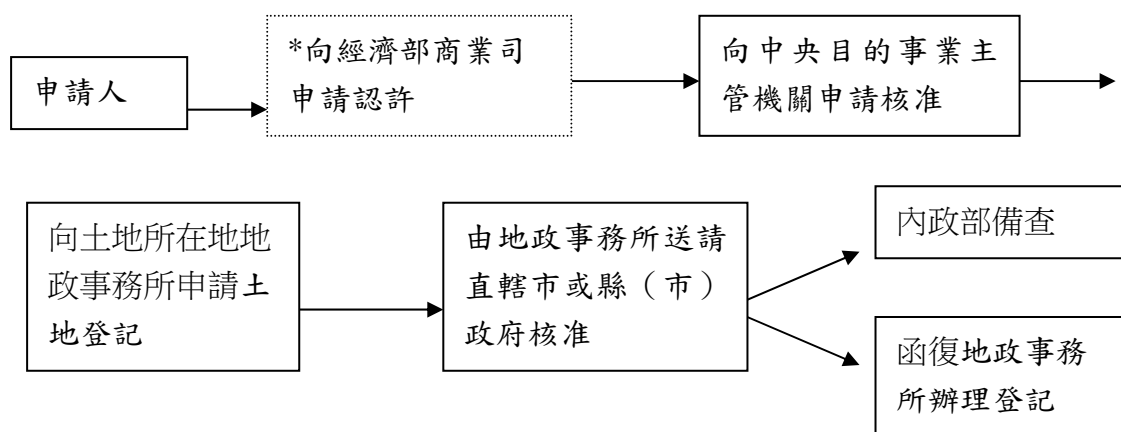 申請人
*向經濟部商業司
申請認許
向中央目的事業主
管機關申請核准
向土地所在地地
政事務所申請土
地登記
由地政事務所送請
直轄市或縣（市）
政府核准
內政部備查
函復地政事務
所辦理登記